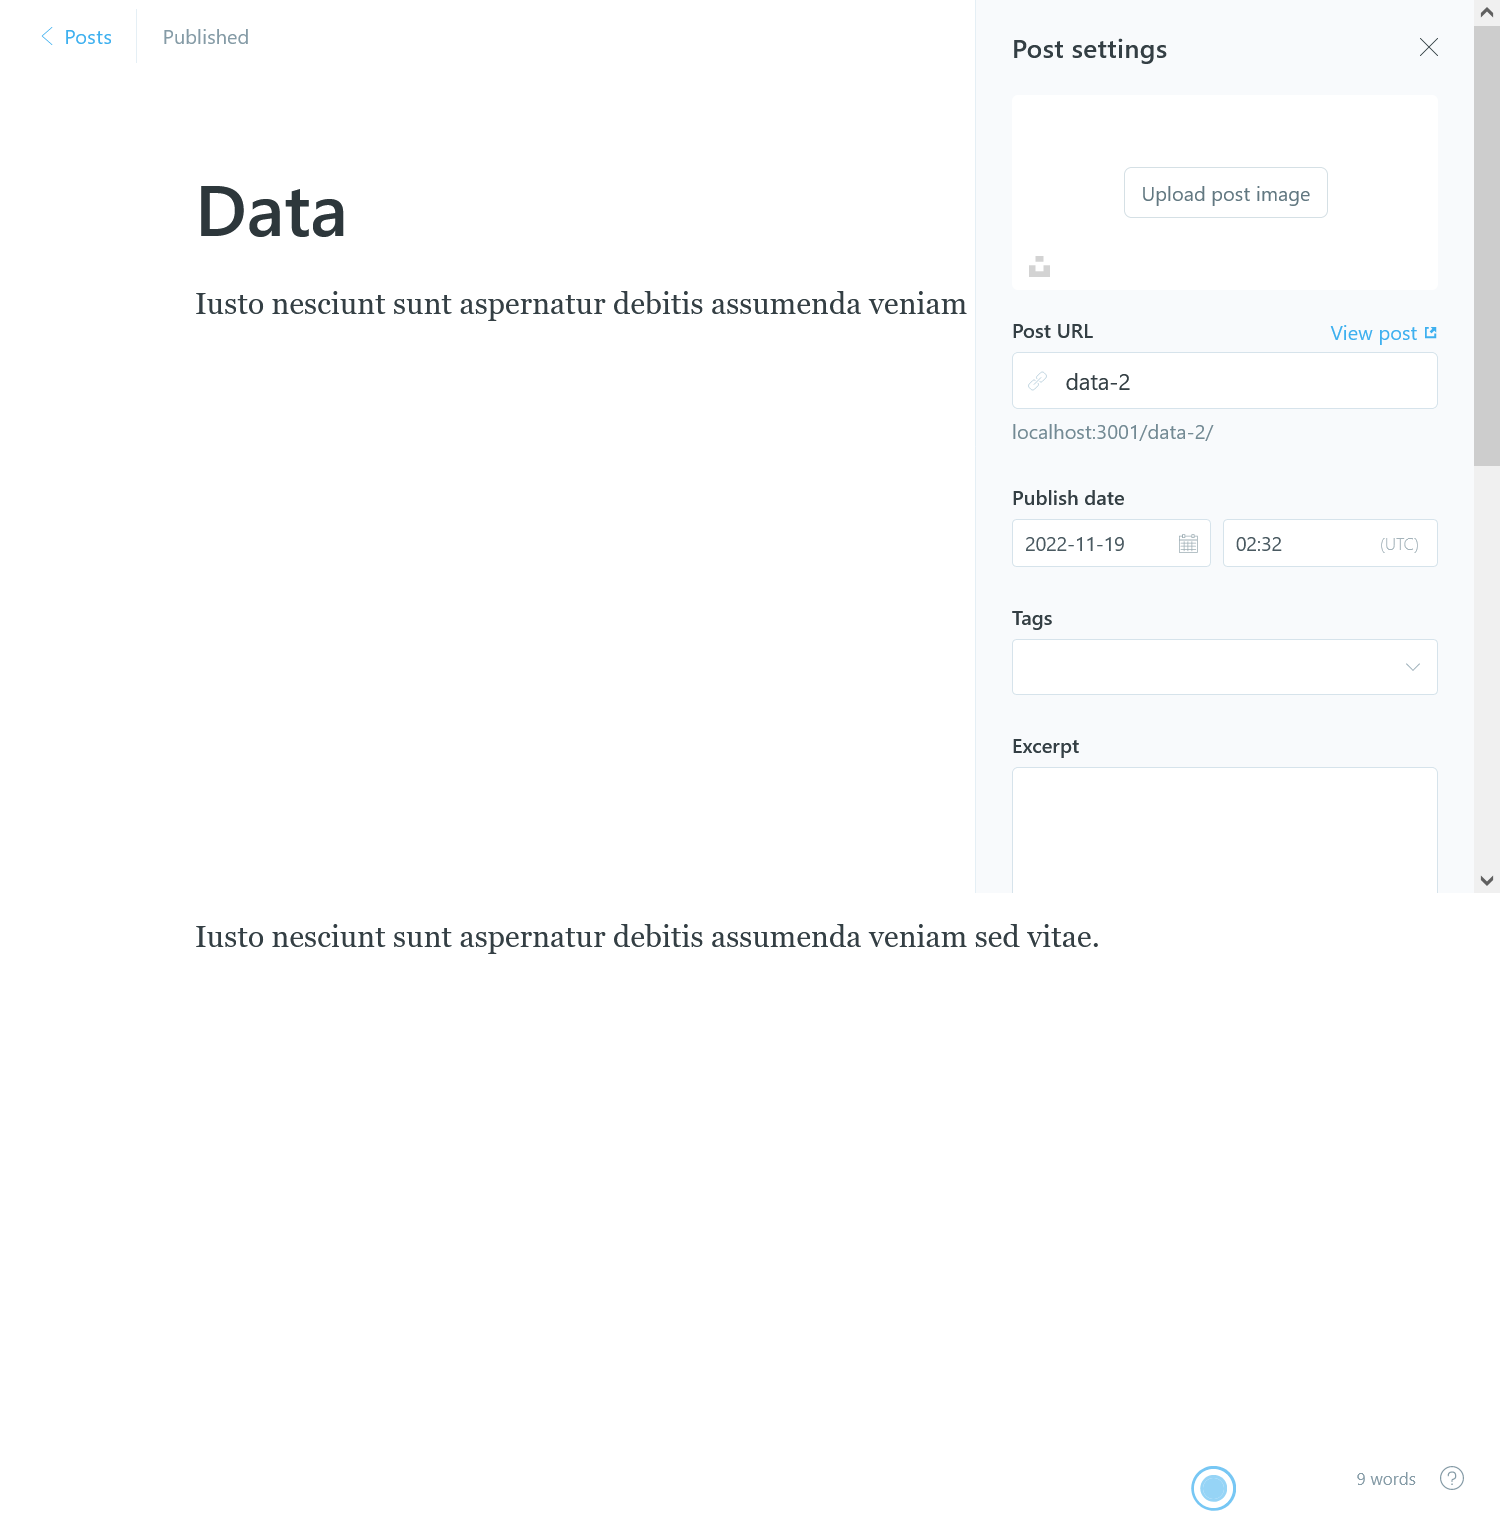 Posts
Published
Post settings
Upload post image
Data
Iusto nesciunt sunt aspernatur debitis assumenda veniam
Post URL
View post
data-2
localhost:3001/data-2/
Publish date
2022-11-19
02:32
(UTC)
Tags
Excerpt
Iusto nesciunt sunt aspernatur debitis assumenda veniam sed vitae.
9 words
?